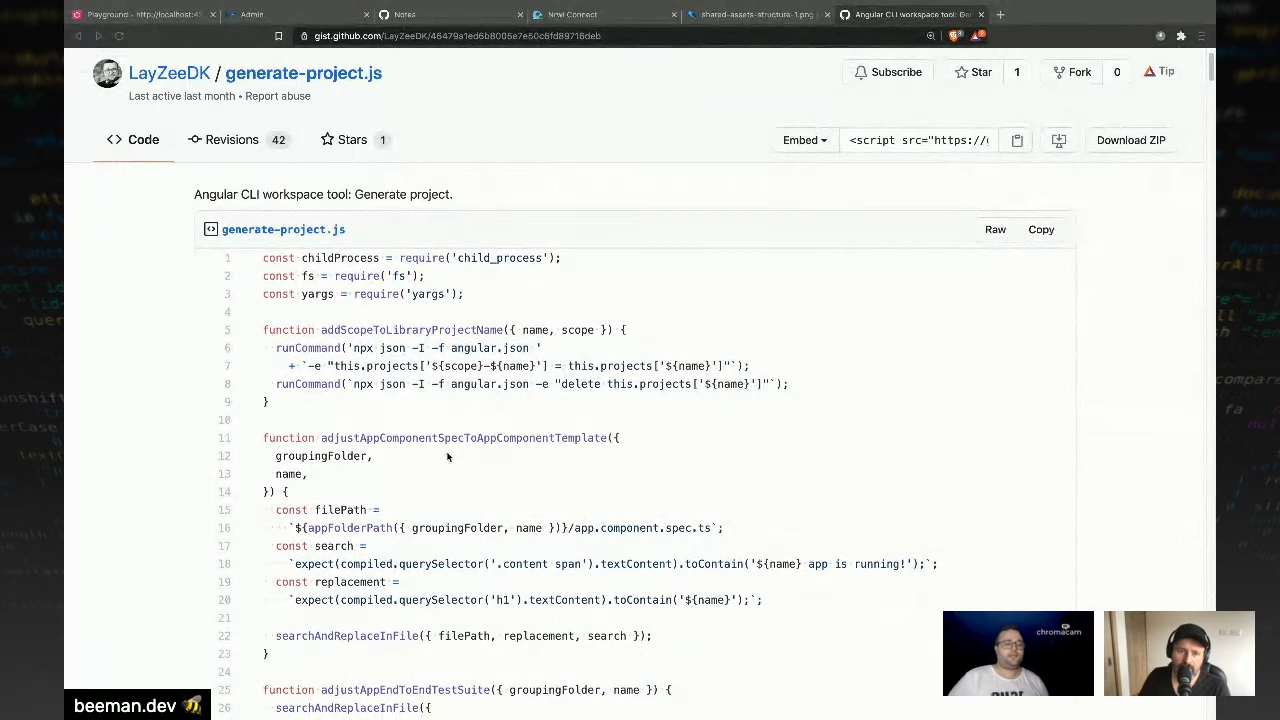 Playground - http://localhost:4
Admin
Notes
Nrwl Connect
shared-assets-structure-1.png
Angular CLI workspace tool: Ge
gist.github.com/LayZeeDK/46479a1ed6b8005e7e50c6fd89716deb
LayZeeDK / generate-project.js
Last active last month • Report abuse
Subscribe
Star
1
Fork
0
Tip
Code
Revisions 42
Stars 1
Embed
<script src="https://
Download ZIP
Angular CLI workspace tool: Generate project.
generate-project.js
Raw
Copy
1 const childProcess = require('child_process');
2 const fs = require('fs');
3 const yargs = require('yargs');
4
5 function addScopeToLibraryProjectName({ name, scope }) {
6 runCommand('npx json -I -f angular.json '
7 + `-e "this.projects['${scope}-${name}'] = this.projects['${name}']"`);
8 runCommand(`npx json -I -f angular.json -e "delete this.projects['${name}']"`);
9 }
10
11 function adjustAppComponentSpecToAppComponentTemplate({
12 groupingFolder,
13 name,
14 }) {
15 const filePath =
16 `${appFolderPath({ groupingFolder, name })}/app.component.spec.ts`;
17 const search =
18 `expect(compiled.querySelector('.content span').textContent).toContain('${name} app is running!');`;
19 const replacement =
20 `expect(compiled.querySelector('h1').textContent).toContain('${name}');`;
21
22 searchAndReplaceInFile({ filePath, replacement, search });
23 }
24
25 function adjustAppEndToEndTestSuite({ groupingFolder, name }) {
26 searchAndReplaceInFile({
chromacam
beeman.dev